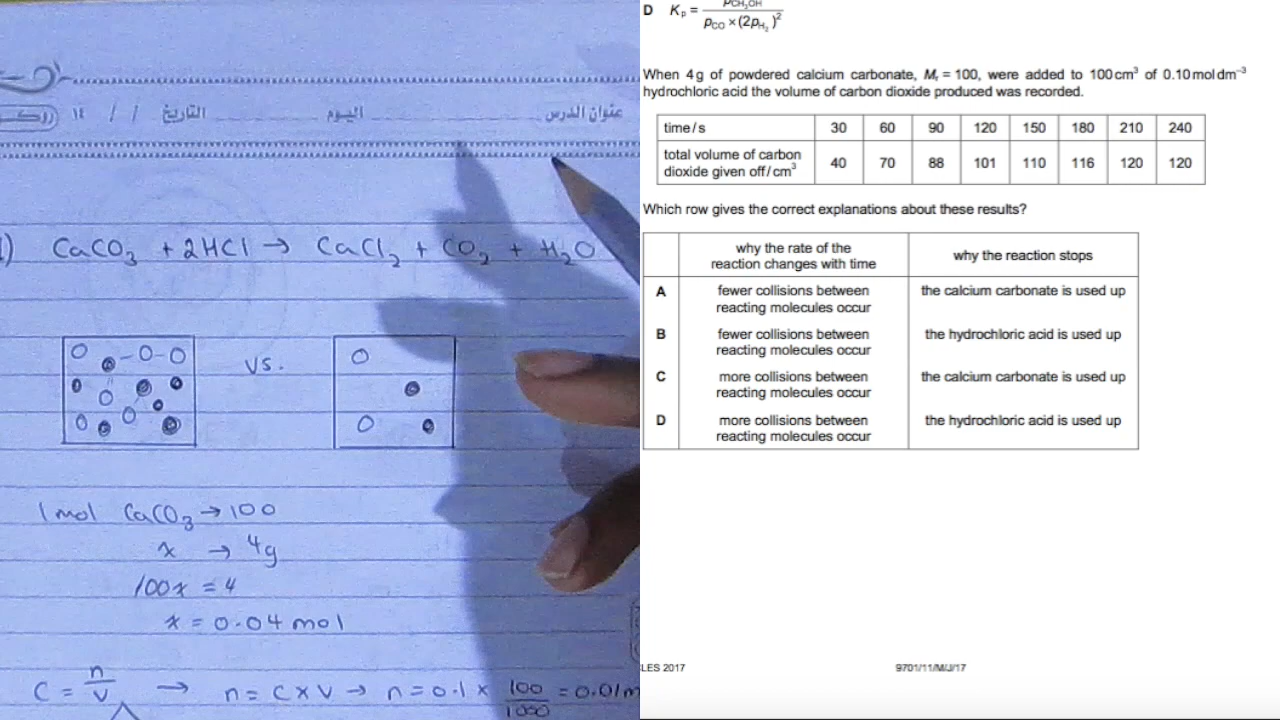 عنوان الدرس اليوم التاريخ / / ١٤
1) CaCO₃ + 2HCl → CaCl₂ + CO₂ + H₂O
vs.
1 mol CaCO₃ → 100
x → 4g
100x = 4
x = 0.04 mol
C = n/v → n = C x V → n = 0.1 x 100/1000 = 0.01m
D Kp = pCH₃OH / pCO × (2pH₂)²
When 4 g of powdered calcium carbonate, Mr = 100, were added to 100 cm³ of 0.10 mol dm⁻³
hydrochloric acid the volume of carbon dioxide produced was recorded.
time / s 30 60 90 120 150 180 210 240
total volume of carbon
dioxide given off / cm³ 40 70 88 101 110 116 120 120
Which row gives the correct explanations about these results?
why the rate of the
reaction changes with time why the reaction stops
A fewer collisions between
reacting molecules occur the calcium carbonate is used up
B fewer collisions between
reacting molecules occur the hydrochloric acid is used up
C more collisions between
reacting molecules occur the calcium carbonate is used up
D more collisions between
reacting molecules occur the hydrochloric acid is used up
LES 2017 9701/11/M/J/17